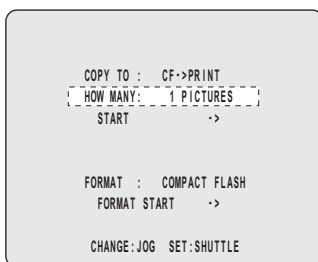 COPY TO : CF->PRINT
HOW MANY: 1 PICTURES
START ->
FORMAT : COMPACT FLASH
FORMAT START ->
CHANGE:JOG SET:SHUTTLE